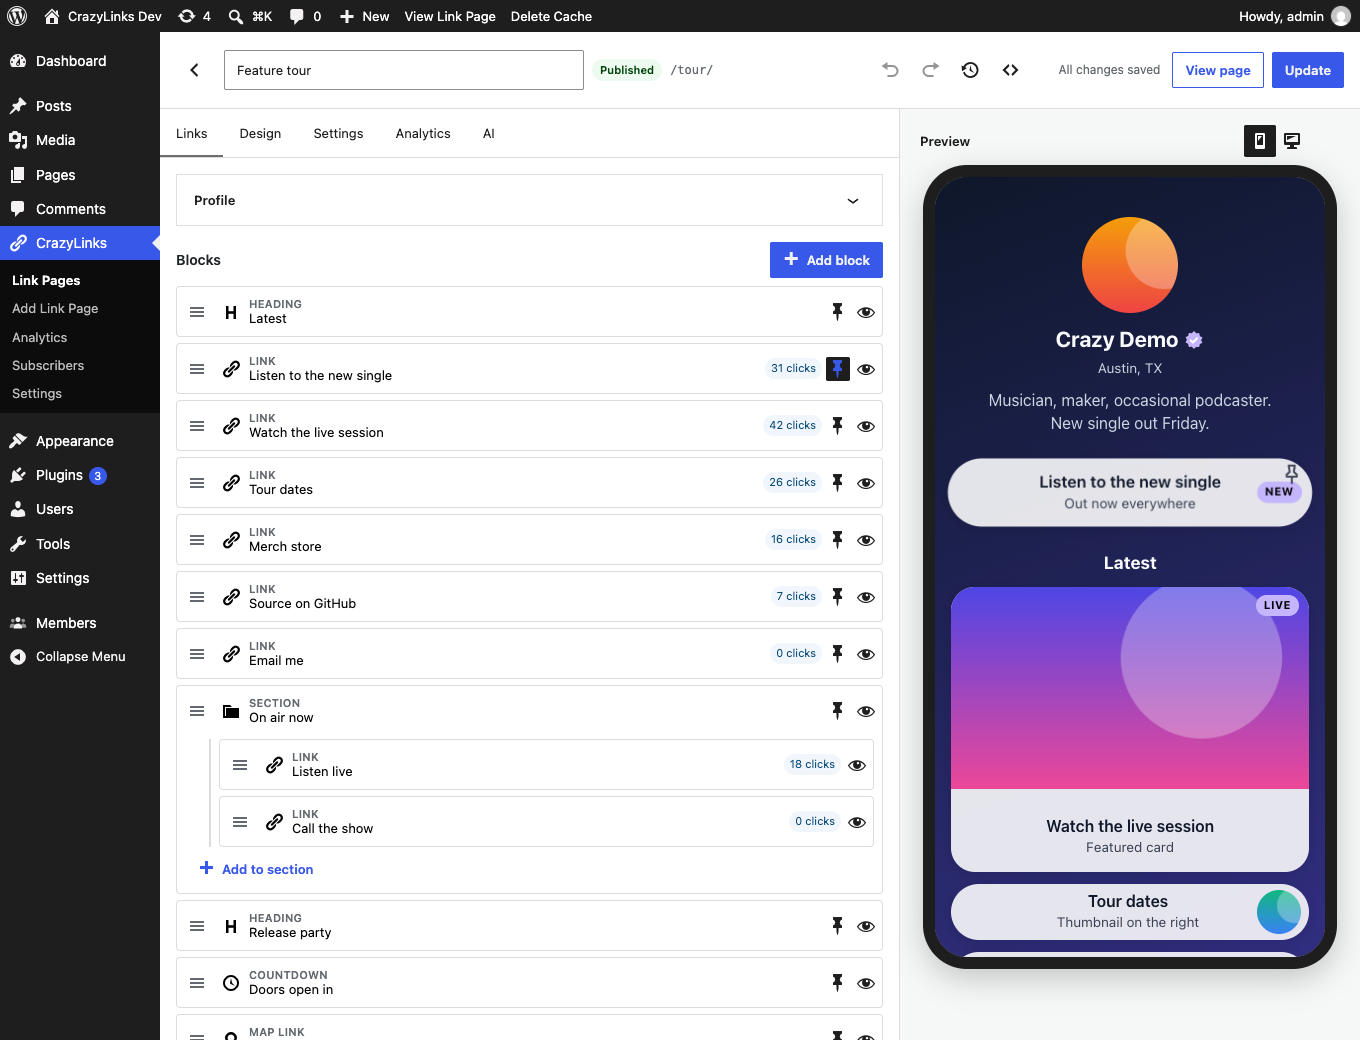 CrazyLinks Dev 4 ⌘K 0 New View Link Page Delete Cache Howdy, admin
Dashboard
Posts
Media
Pages
Comments
CrazyLinks
Link Pages
Add Link Page
Analytics
Subscribers
Settings
Appearance
Plugins 3
Users
Tools
Settings
Members
Collapse Menu
Feature tour Published /tour/ All changes saved View page Update
Links Design Settings Analytics AI
Profile
Blocks Add block
HEADING
Latest
LINK
Listen to the new single
31 clicks
LINK
Watch the live session
42 clicks
LINK
Tour dates
26 clicks
LINK
Merch store
16 clicks
LINK
Source on GitHub
7 clicks
LINK
Email me
0 clicks
SECTION
On air now
LINK
Listen live
18 clicks
LINK
Call the show
0 clicks
Add to section
HEADING
Release party
COUNTDOWN
Doors open in
MAP LINK
Preview
Crazy Demo
Austin, TX
Musician, maker, occasional podcaster.
New single out Friday.
Listen to the new single
NEW
Out now everywhere
Latest
LIVE
Watch the live session
Featured card
Tour dates
Thumbnail on the right